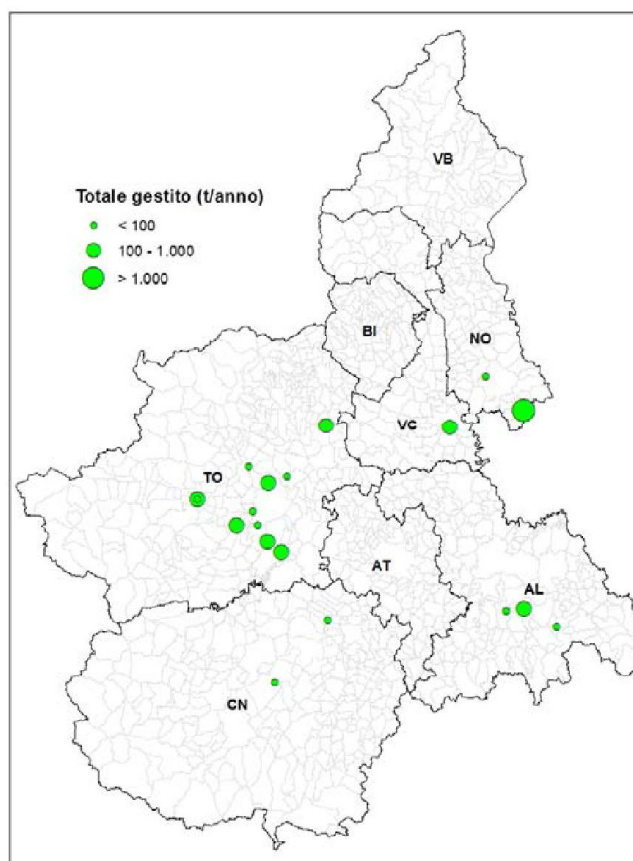 VB
Totale gestito (t/anno)
< 100
100 - 1.000
> 1.000
BI
NO
VC
TO
AT
AL
CN